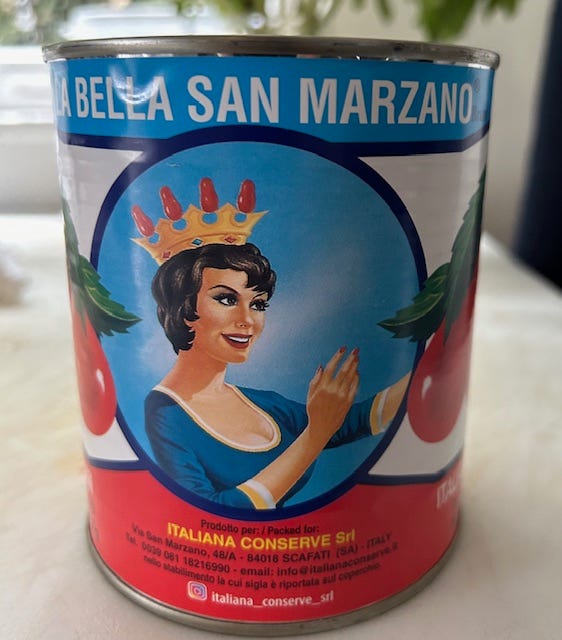 LA BELLA SAN MARZANO
Prodotto per: / Packed for:
ITALIANA CONSERVE Srl
Via San Marzano, 48/A - 84018 SCAFATI (SA) - ITALY
Tel. 0039 081 18216990 - email: info@italianaconserve.it
nello stabilimento la cui sigla è riportata sul coperchio.
italiana_conserve_srl